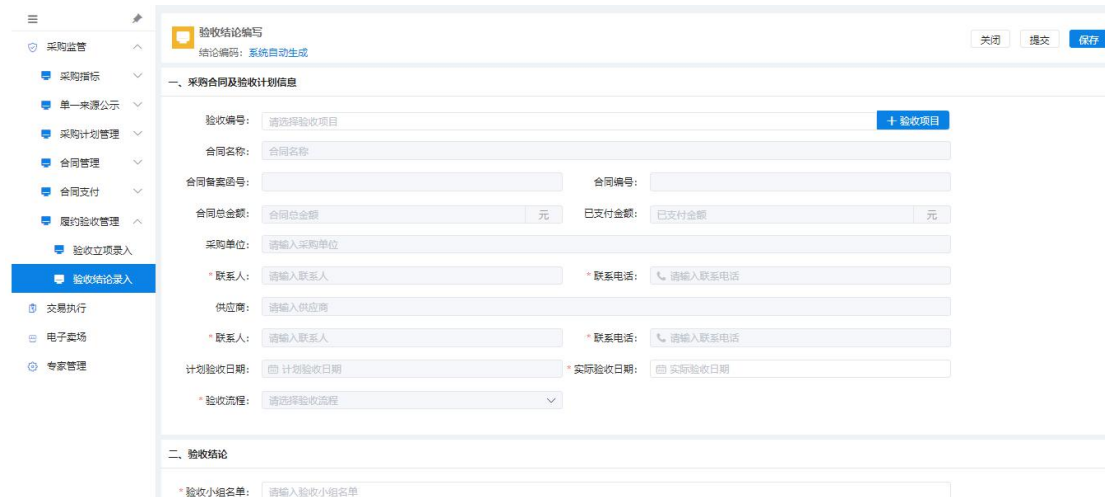 采购监管
采购指标
单一来源公示
采购计划管理
合同管理
合同支付
履约验收管理
验收立项录入
验收结论录入
交易执行
电子卖场
专家管理
验收结论编写
结论编码：系统自动生成
关闭 提交 保存
一、采购合同及验收计划信息
验收编号： 请选择验收项目 ＋验收项目
合同名称： 合同名称
合同备案函号： 合同编号：
合同总金额： 合同总金额 元 已支付金额： 已支付金额 元
采购单位： 请输入采购单位
*联系人： 请输入联系人 *联系电话： 请输入联系电话
供应商： 请输入供应商
*联系人： 请输入联系人 *联系电话： 请输入联系电话
计划验收日期： 计划验收日期 *实际验收日期： 实际验收日期
*验收流程： 请选择验收流程
二、验收结论
*验收小组名单： 请输入验收小组名单